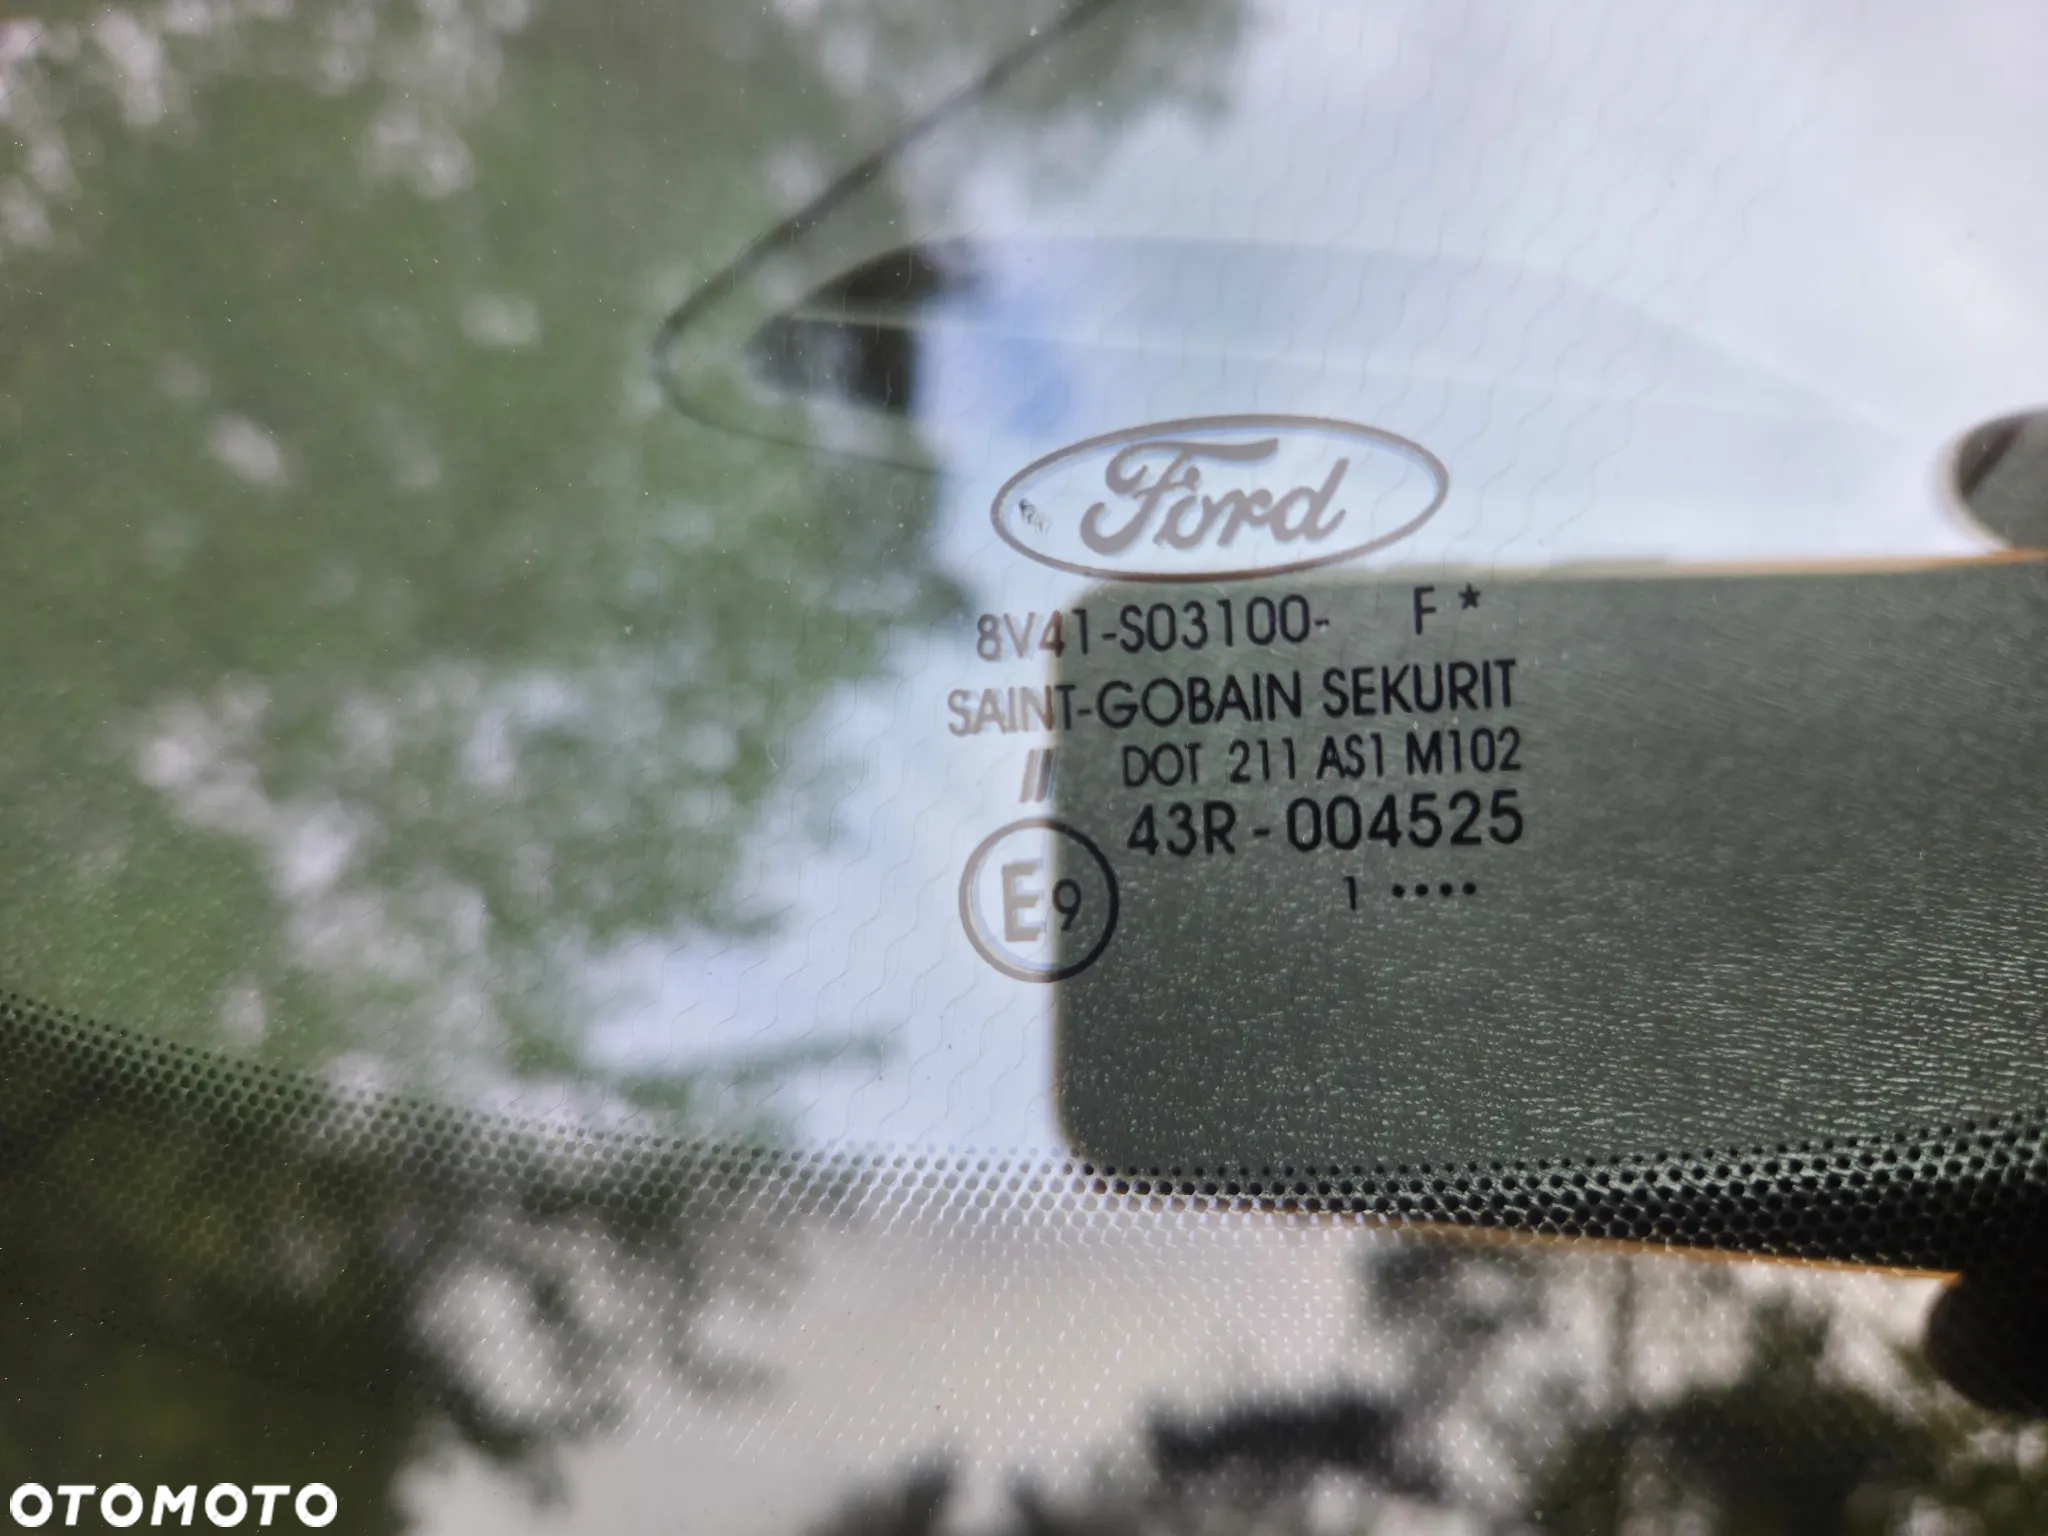 Ford
8V41-S03100- F *
SAINT-GOBAIN SEKURIT
// DOT 211 AS1 M102
43R-004525
E9
1 ••••
OTOMOTO